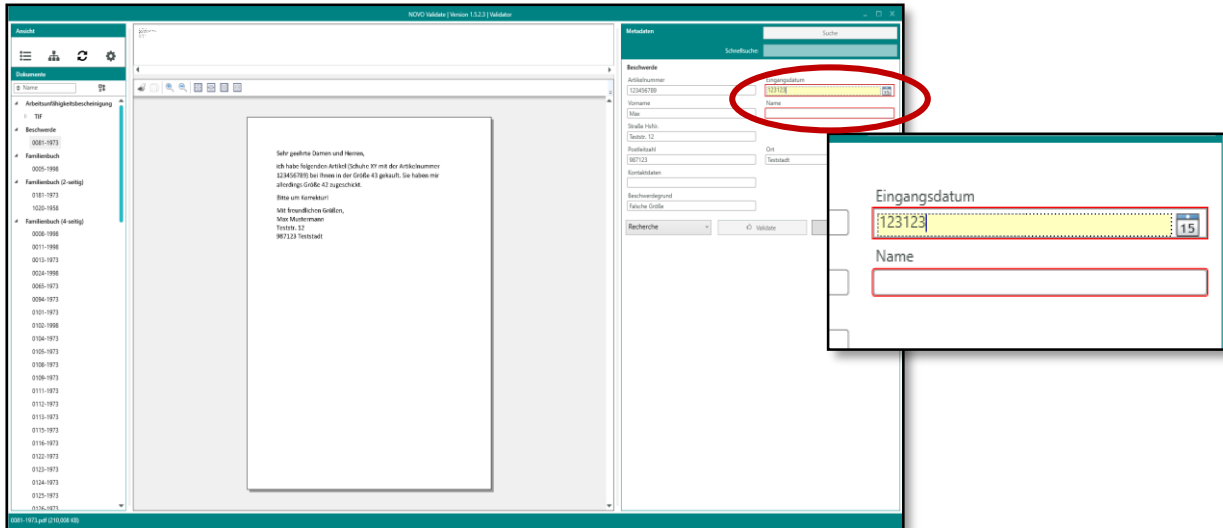 NOVO Validate | Version 1.5.2.3 | Validator
Ansicht
Dokumente
Name
Arbeitsunfähigkeitsbescheinigung
TIF
Beschwerde
0081-1973
Familienbuch
0005-1998
Familienbuch (2-seitig)
0181-1973
1020-1958
Familienbuch (4-seitig)
0008-1998
0011-1998
0013-1973
0024-1998
0065-1973
0094-1973
0101-1973
0102-1998
0104-1973
0105-1973
0108-1973
0109-1973
0111-1973
0112-1973
0113-1973
0115-1973
0116-1973
0122-1973
0123-1973
0124-1973
0125-1973
0126-1973
0081-1973.pdf (210,008 KB)
Sehr geehrte Damen und Herren,
ich habe folgenden Artikel (Schuhe XY mit der Artikelnummer
123456789) bei Ihnen in der Größe 43 gekauft. Sie haben mir
allerdings Größe 42 zugeschickt.
Bitte um Korrektur!
Mit freundlichen Grüßen,
Max Mustermann
Teststr. 12
987123 Teststadt
Metadaten
Suche
Schnellsuche
Beschwerde
Artikelnummer Eingangsdatum
123456789 123123 15
Vorname Name
Max
Straße HsNr.
Teststr. 12
Postleitzahl Ort
987123 Teststadt
Kontaktdaten
Beschwerdegrund
Falsche Größe
Recherche Validate
Eingangsdatum
123123 15
Name